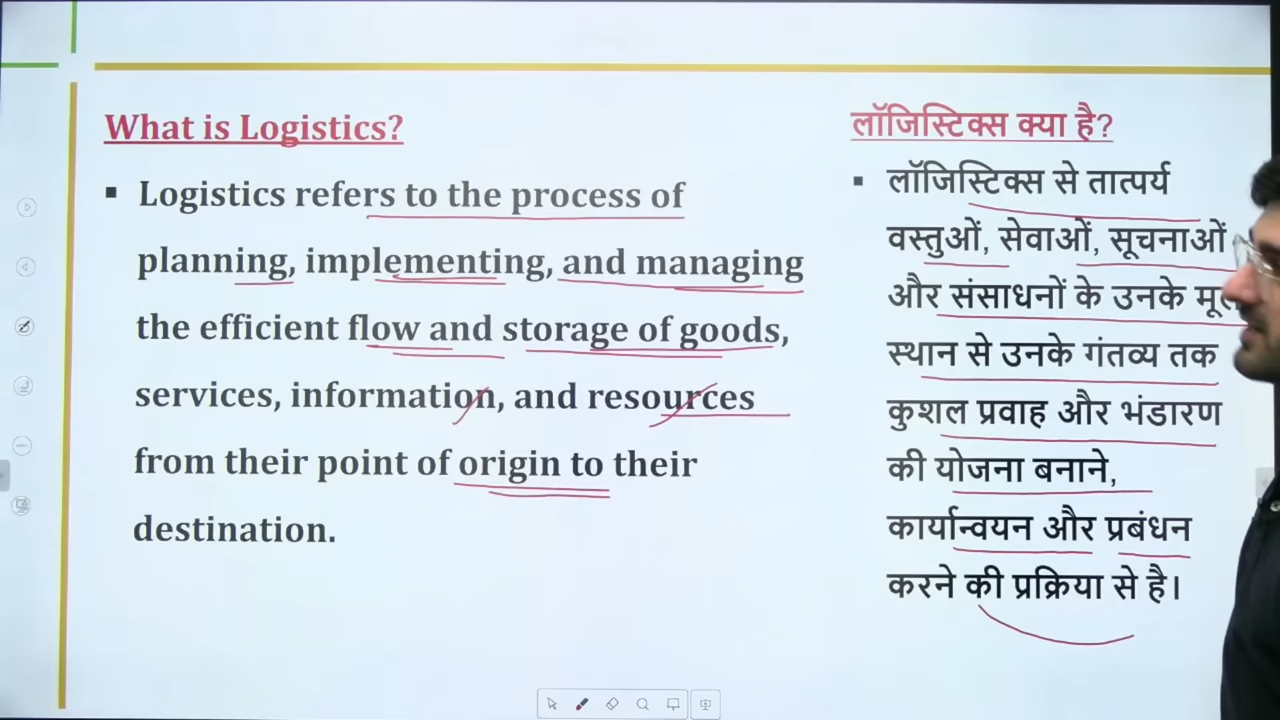 What is Logistics?
▪ Logistics refers to the process of
planning, implementing, and managing
the efficient flow and storage of goods,
services, information, and resources
from their point of origin to their
destination.
लॉजिस्टिक्स क्या है?
▪ लॉजिस्टिक्स से तात्पर्य
वस्तुओं, सेवाओं, सूचनाओं
और संसाधनों के उनके
स्थान से उनके गंतव्य तक
कुशल प्रवाह और भंडारण
की योजना बनाने,
कार्यान्वयन और प्रबंधन
करने की प्रक्रिया से है।